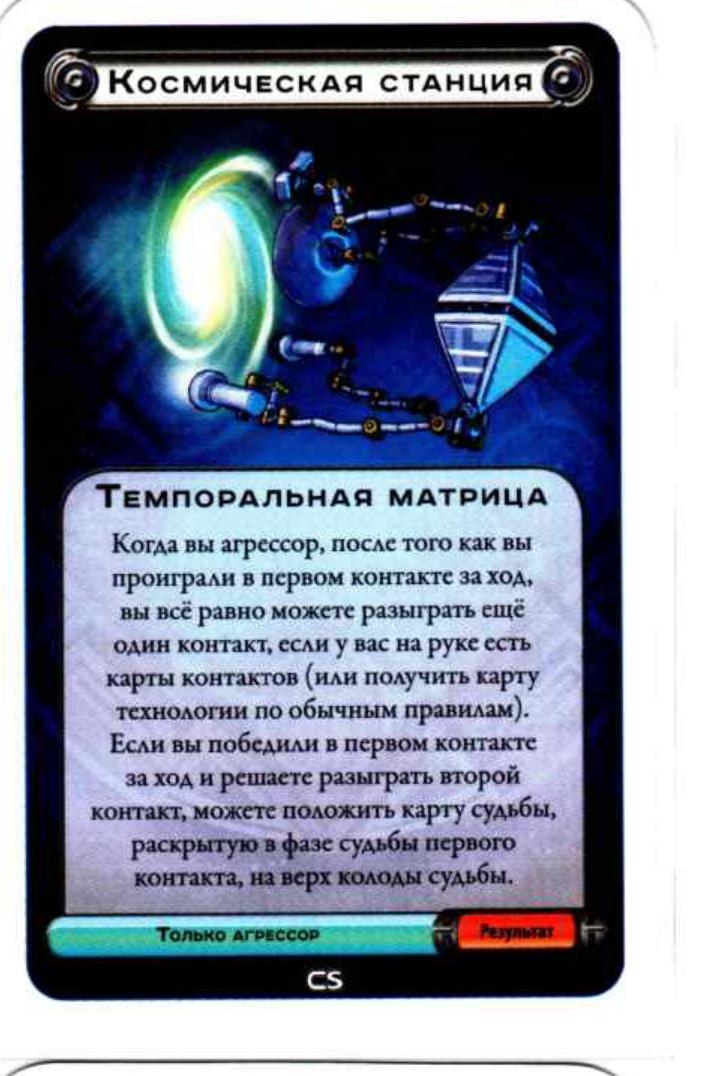 Космическая станция
Темпоральная матрица
Когда вы агрессор, после того как вы
проиграли в первом контакте за ход,
вы всё равно можете разыграть ещё
один контакт, если у вас на руке есть
карты контактов (или получить карту
технологии по обычным правилам).
Если вы победили в первом контакте
за ход и решаете разыграть второй
контакт, можете положить карту судьбы,
раскрытую в фазе судьбы первого
контакта, на верх колоды судьбы.
Только агрессор
Результат
CS